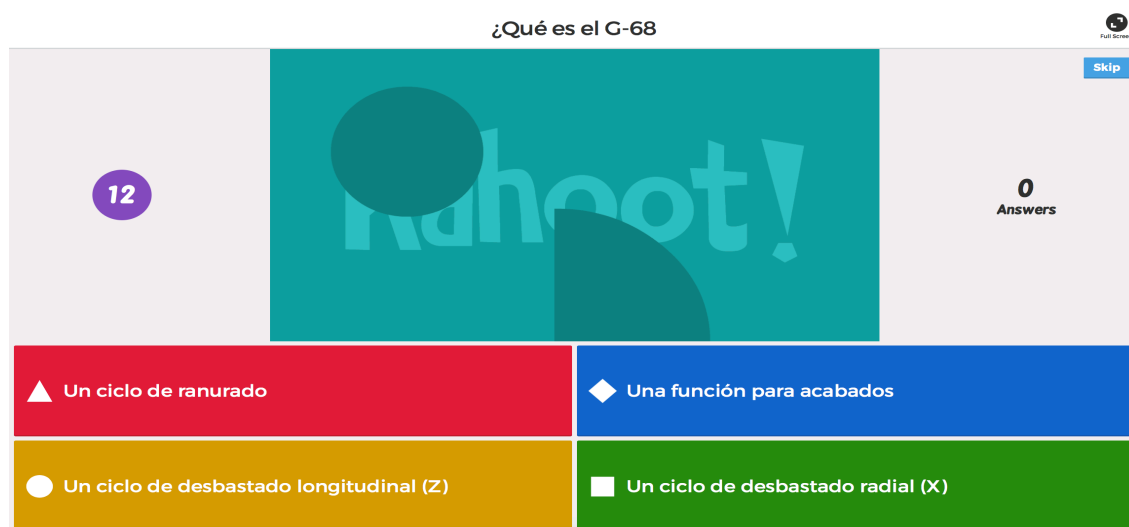 ¿Qué es el G-68
Full Scree
Skip
12
Kahoot!
0
Answers
Un ciclo de ranurado
Una función para acabados
Un ciclo de desbastado longitudinal (Z)
Un ciclo de desbastado radial (X)